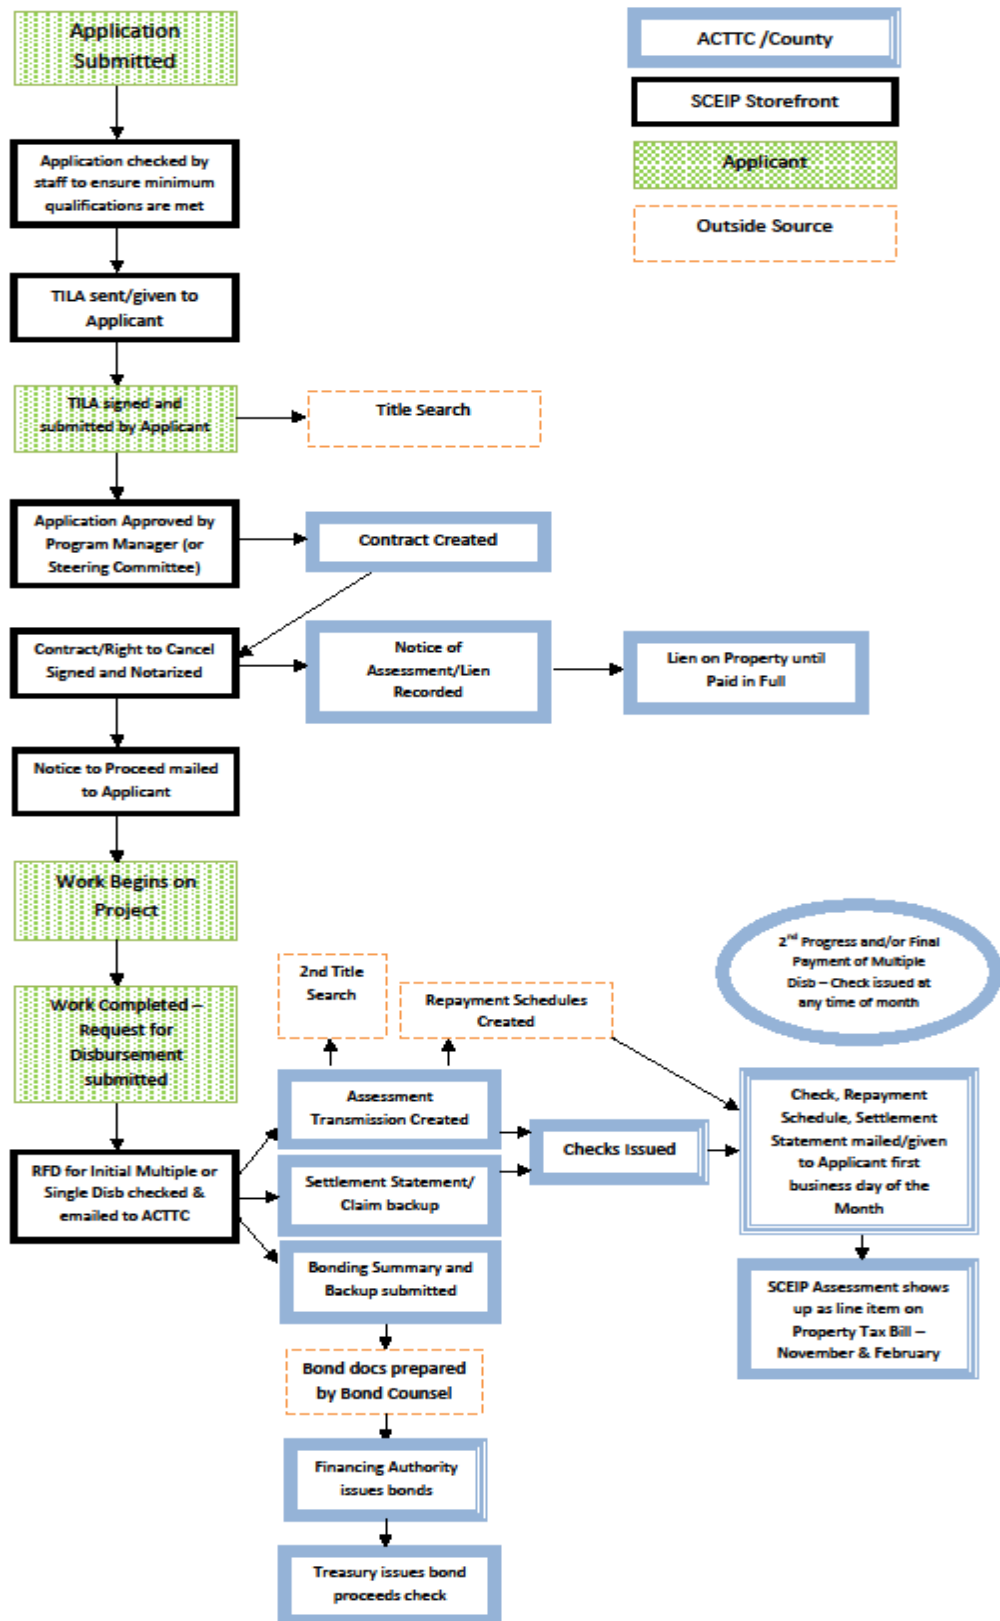 Application
Submitted
ACTTC /County
SCEIP Storefront
Applicant
Outside Source
Application checked by
staff to ensure minimum
qualifications are met
TILA sent/given to
Applicant
TILA signed and
submitted by Applicant
Title Search
Application Approved by
Program Manager (or
Steering Committee)
Contract Created
Contract/Right to Cancel
Signed and Notarized
Notice of
Assessment/Lien
Recorded
Lien on Property until
Paid in Full
Notice to Proceed mailed
to Applicant
Work Begins on
Project
2nd Progress and/or Final
Payment of Multiple
Disb – Check issued at
any time of month
Work Completed –
Request for
Disbursement
submitted
2nd Title
Search
Repayment Schedules
Created
Assessment
Transmission Created
Checks Issued
Check, Repayment
Schedule, Settlement
Statement mailed/given
to Applicant first
business day of the
Month
RFD for Initial Multiple or
Single Disb checked &
emailed to ACTTC
Settlement Statement/
Claim backup
Bonding Summary and
Backup submitted
SCEIP Assessment shows
up as line item on
Property Tax Bill –
November & February
Bond docs prepared
by Bond Counsel
Financing Authority
issues bonds
Treasury issues bond
proceeds check